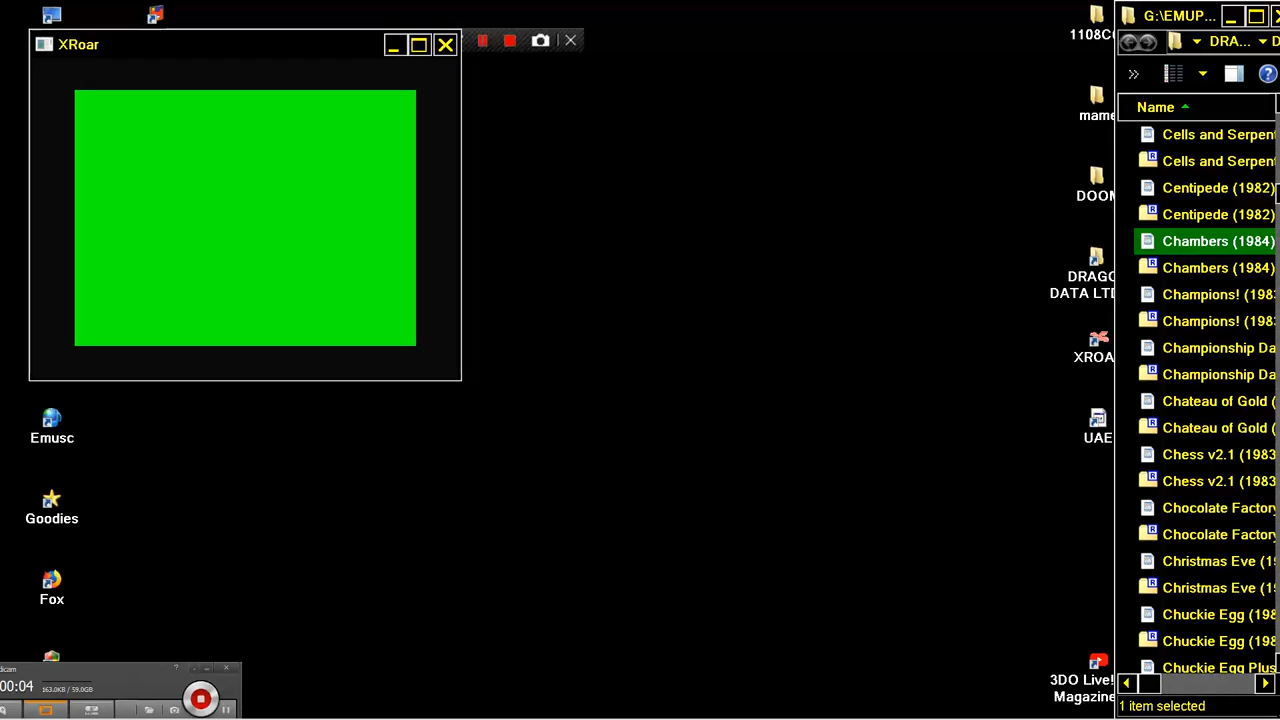 XRoar
Emusc
Goodies
Fox
dicam
00:04
163.0KB / 59.0GB
1108C
mame
DOOM
DRAGO
DATA LTD
XROA
UAE
3DO Live!
Magazine
G:\EMUP...
DRA...
D
Name
Cells and Serpent
Cells and Serpent
Centipede (1982)
Centipede (1982)
Chambers (1984)
Chambers (1984)
Champions! (198
Champions! (198
Championship Da
Championship Da
Chateau of Gold (
Chateau of Gold (
Chess v2.1 (1983
Chess v2.1 (1983
Chocolate Factory
Chocolate Factory
Christmas Eve (1
Christmas Eve (1
Chuckie Egg (198
Chuckie Egg (198
Chuckie Egg Plus
1 item selected